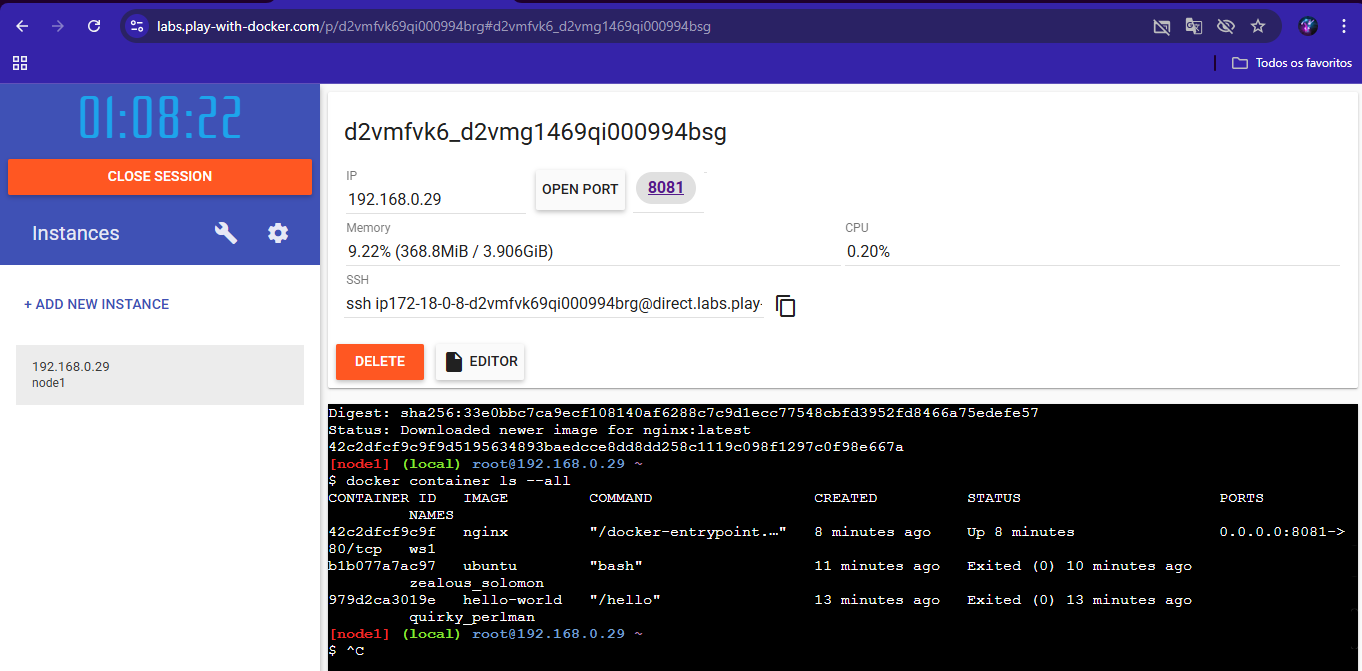 labs.play-with-docker.com/p/d2vmfvk69qi000994brg#d2vmfvk6_d2vmg1469qi000994bsg
Todos os favoritos
01:08:22
CLOSE SESSION
Instances
+ ADD NEW INSTANCE
192.168.0.29
node1
d2vmfvk6_d2vmg1469qi000994bsg
IP
192.168.0.29
OPEN PORT
8081
Memory
9.22% (368.8MiB / 3.906GiB)
CPU
0.20%
SSH
ssh ip172-18-0-8-d2vmfvk69qi000994brg@direct.labs.play-
DELETE
EDITOR
Digest: sha256:33e0bbc7ca9ecf108140af6288c7c9d1ecc77548cbfd3952fd8466a75edefe57
Status: Downloaded newer image for nginx:latest
42c2dfcf9c9f9d5195634893baedcce8dd8dd258c1119c098f1297c0f98e667a
[node1] (local) root@192.168.0.29 ~
$ docker container ls --all
CONTAINER ID   IMAGE         COMMAND                  CREATED          STATUS                      PORTS
NAMES
42c2dfcf9c9f   nginx         "/docker-entrypoint.…"   8 minutes ago    Up 8 minutes                0.0.0.0:8081->
80/tcp   ws1
b1b077a7ac97   ubuntu        "bash"                   11 minutes ago   Exited (0) 10 minutes ago
zealous_solomon
979d2ca3019e   hello-world   "/hello"                 13 minutes ago   Exited (0) 13 minutes ago
quirky_perlman
[node1] (local) root@192.168.0.29 ~
$ ^C